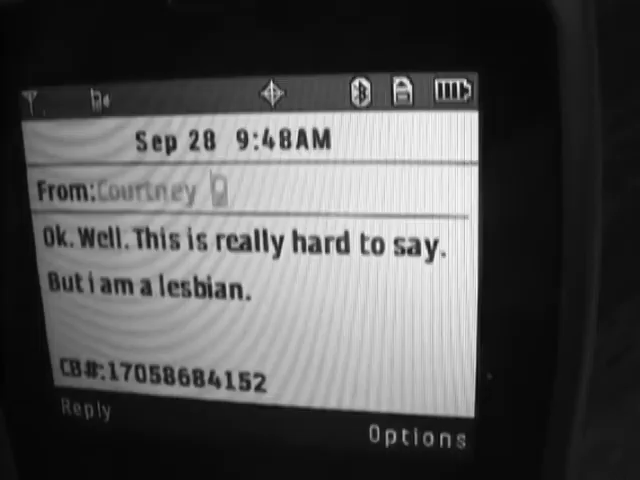 Sep 28 9:48AM
From:Courtney
Ok. Well. This is really hard to say.
But i am a lesbian.
CB#:17058684152
Reply
Options